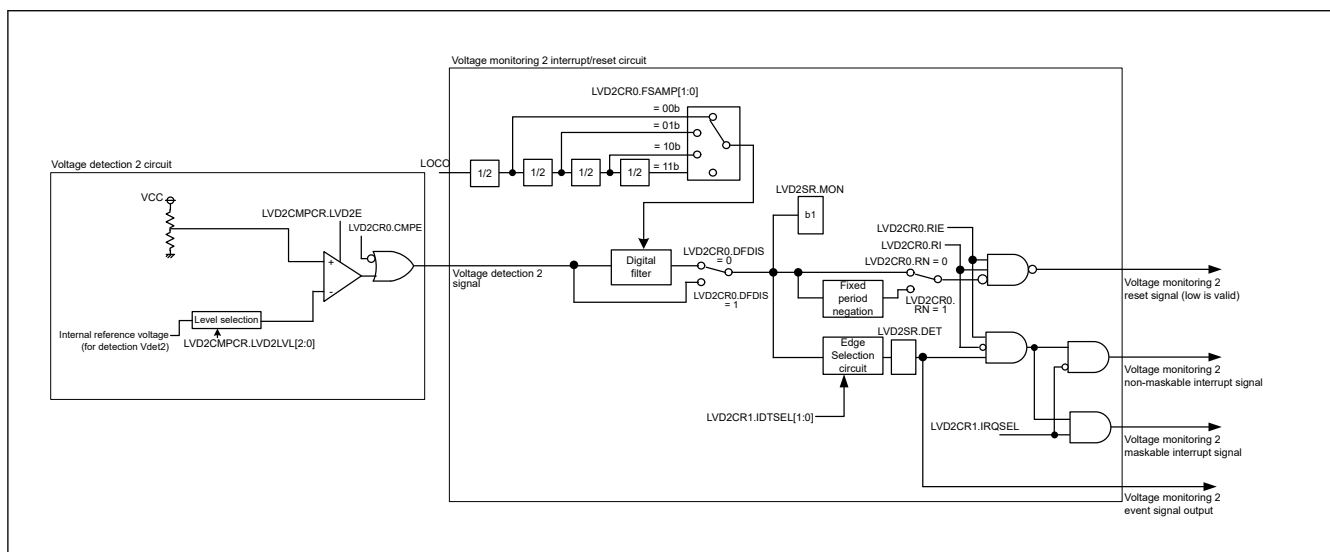 Voltage monitoring 2 interrupt/reset circuit
LVD2CR0.FSAMP[1:0]
= 00b
= 01b
= 10b
= 11b
LOCO
1/2
1/2
1/2
1/2
Voltage detection 2 circuit
VCC
LVD2CMPCR.LVD2E
LVD2CR0.CMPE
+
-
Level selection
Internal reference voltage
(for detection Vdet2)
LVD2CMPCR.LVD2LVL[2:0]
Voltage detection 2
signal
Digital
filter
LVD2CR0.DFDIS
= 0
LVD2CR0.DFDIS
= 1
LVD2SR.MON
b1
LVD2CR0.RIE
LVD2CR0.RI
LVD2CR0.RN = 0
Fixed
period
negation
LVD2CR0.
RN = 1
LVD2SR.DET
Edge
Selection
circuit
LVD2CR1.IDTSEL[1:0]
LVD2CR1.IRQSEL
Voltage monitoring 2
reset signal (low is valid)
Voltage monitoring 2
non-maskable interrupt signal
Voltage monitoring 2
maskable interrupt signal
Voltage monitoring 2
event signal output